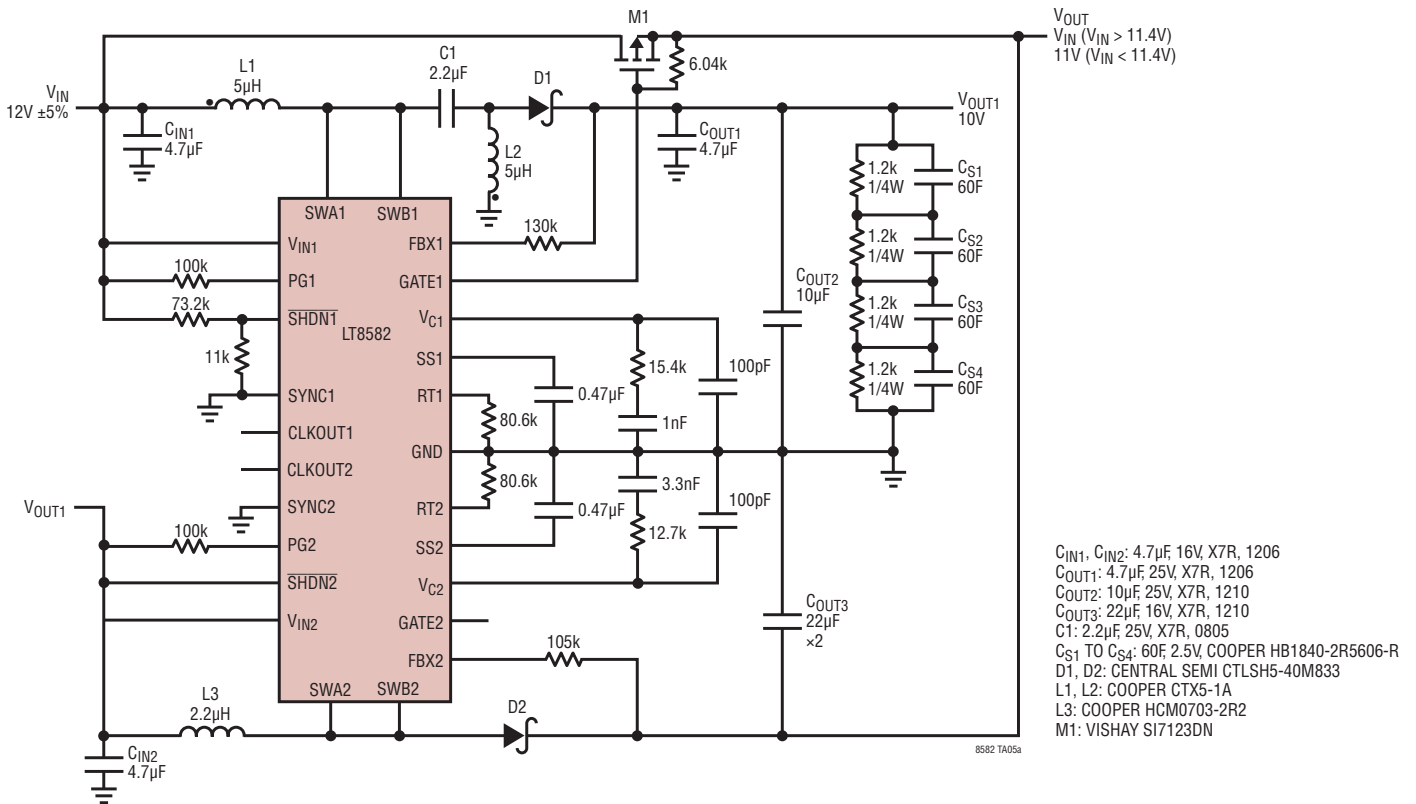 M1
VOUT
VIN (VIN > 11.4V)
11V (VIN < 11.4V)
6.04k
L1
5µH
C1
2.2µF
D1
VIN
12V ±5%
VOUT1
10V
CIN1
4.7µF
L2
5µH
COUT1
4.7µF
1.2k
1/4W
CS1
60F
1.2k
1/4W
CS2
60F
1.2k
1/4W
CS3
60F
1.2k
1/4W
CS4
60F
SWA1
SWB1
VIN1
FBX1
130k
100k
PG1
GATE1
COUT2
10µF
73.2k
SHDN1
VC1
LT8582
11k
SS1
15.4k
100pF
0.47µF
SYNC1
RT1
80.6k
1nF
CLKOUT1
GND
CLKOUT2
80.6k
3.3nF
100pF
VOUT1
SYNC2
RT2
0.47µF
12.7k
100k
PG2
SS2
SHDN2
VC2
VIN2
GATE2
COUT3
22µF
×2
FBX2
105k
SWA2
SWB2
L3
2.2µH
D2
CIN2
4.7µF
8582 TA05a
CIN1, CIN2: 4.7µF, 16V, X7R, 1206
COUT1: 4.7µF, 25V, X7R, 1206
COUT2: 10µF, 25V, X7R, 1210
COUT3: 22µF, 16V, X7R, 1210
C1: 2.2µF, 25V, X7R, 0805
CS1 TO CS4: 60F, 2.5V, COOPER HB1840-2R5606-R
D1, D2: CENTRAL SEMI CTLSH5-40M833
L1, L2: COOPER CTX5-1A
L3: COOPER HCM0703-2R2
M1: VISHAY SI7123DN